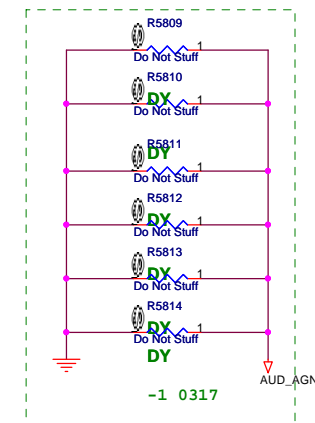 R5809
1
Do Not Stuff
R5810
DY
1
Do Not Stuff
R5811
DY
1
Do Not Stuff
R5812
DY
1
Do Not Stuff
R5813
DY
1
Do Not Stuff
R5814
DY
1
Do Not Stuff
DY
AUD_AGN
-1 0317